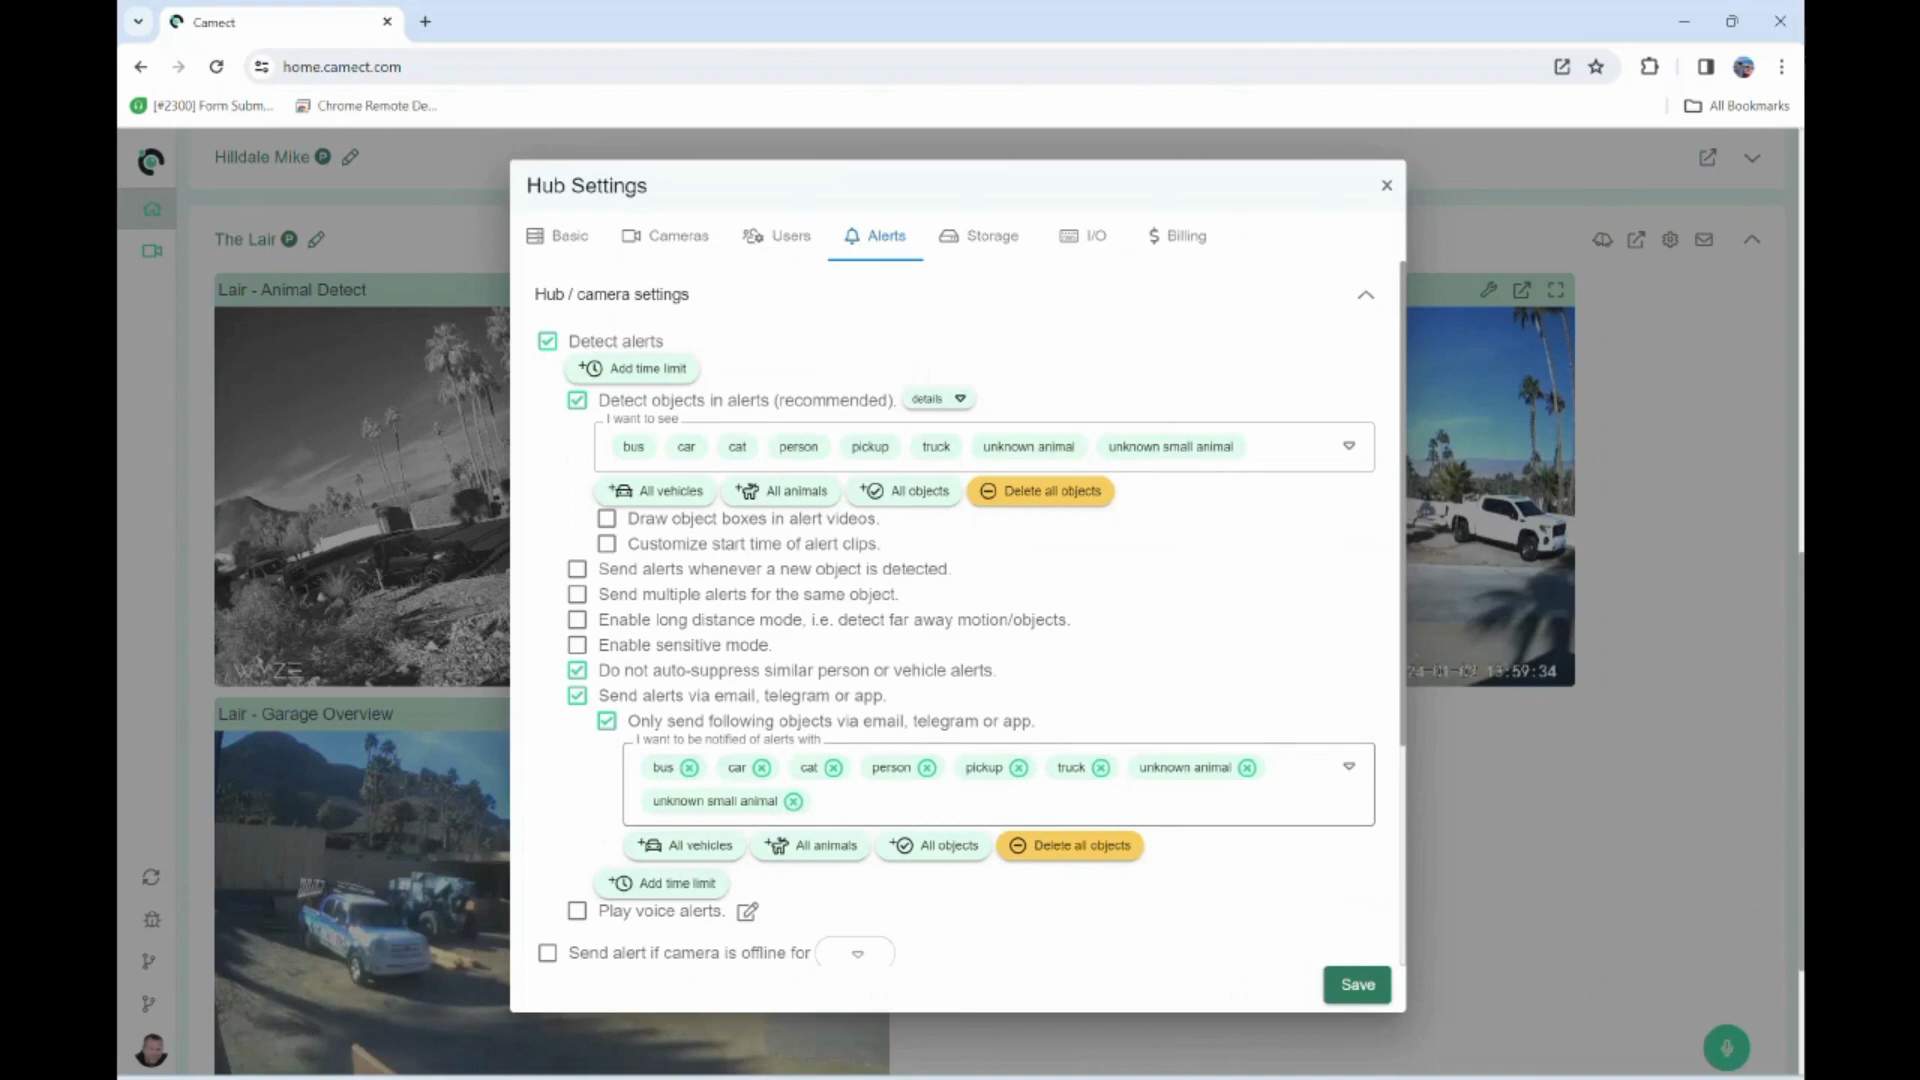 Camect
home.camect.com
[#2300] Form Subm...
Chrome Remote De...
All Bookmarks
Hilldale Mike P
The Lair P
Lair - Animal Detect
WYZE
Lair - Garage Overview
Hub Settings
Basic
Cameras
Users
Alerts
Storage
I/O
Billing
Hub / camera settings
Detect alerts
Add time limit
Detect objects in alerts (recommended).
details
I want to see
bus car cat person pickup truck unknown animal unknown small animal
All vehicles
All animals
All objects
Delete all objects
Draw object boxes in alert videos.
Customize start time of alert clips.
Send alerts whenever a new object is detected.
Send multiple alerts for the same object.
Enable long distance mode, i.e. detect far away motion/objects.
Enable sensitive mode.
Do not auto-suppress similar person or vehicle alerts.
Send alerts via email, telegram or app.
Only send following objects via email, telegram or app.
I want to be notified of alerts with
bus car cat person pickup truck unknown animal
unknown small animal
All vehicles
All animals
All objects
Delete all objects
Add time limit
Play voice alerts.
Send alert if camera is offline for
Save
13:59:34